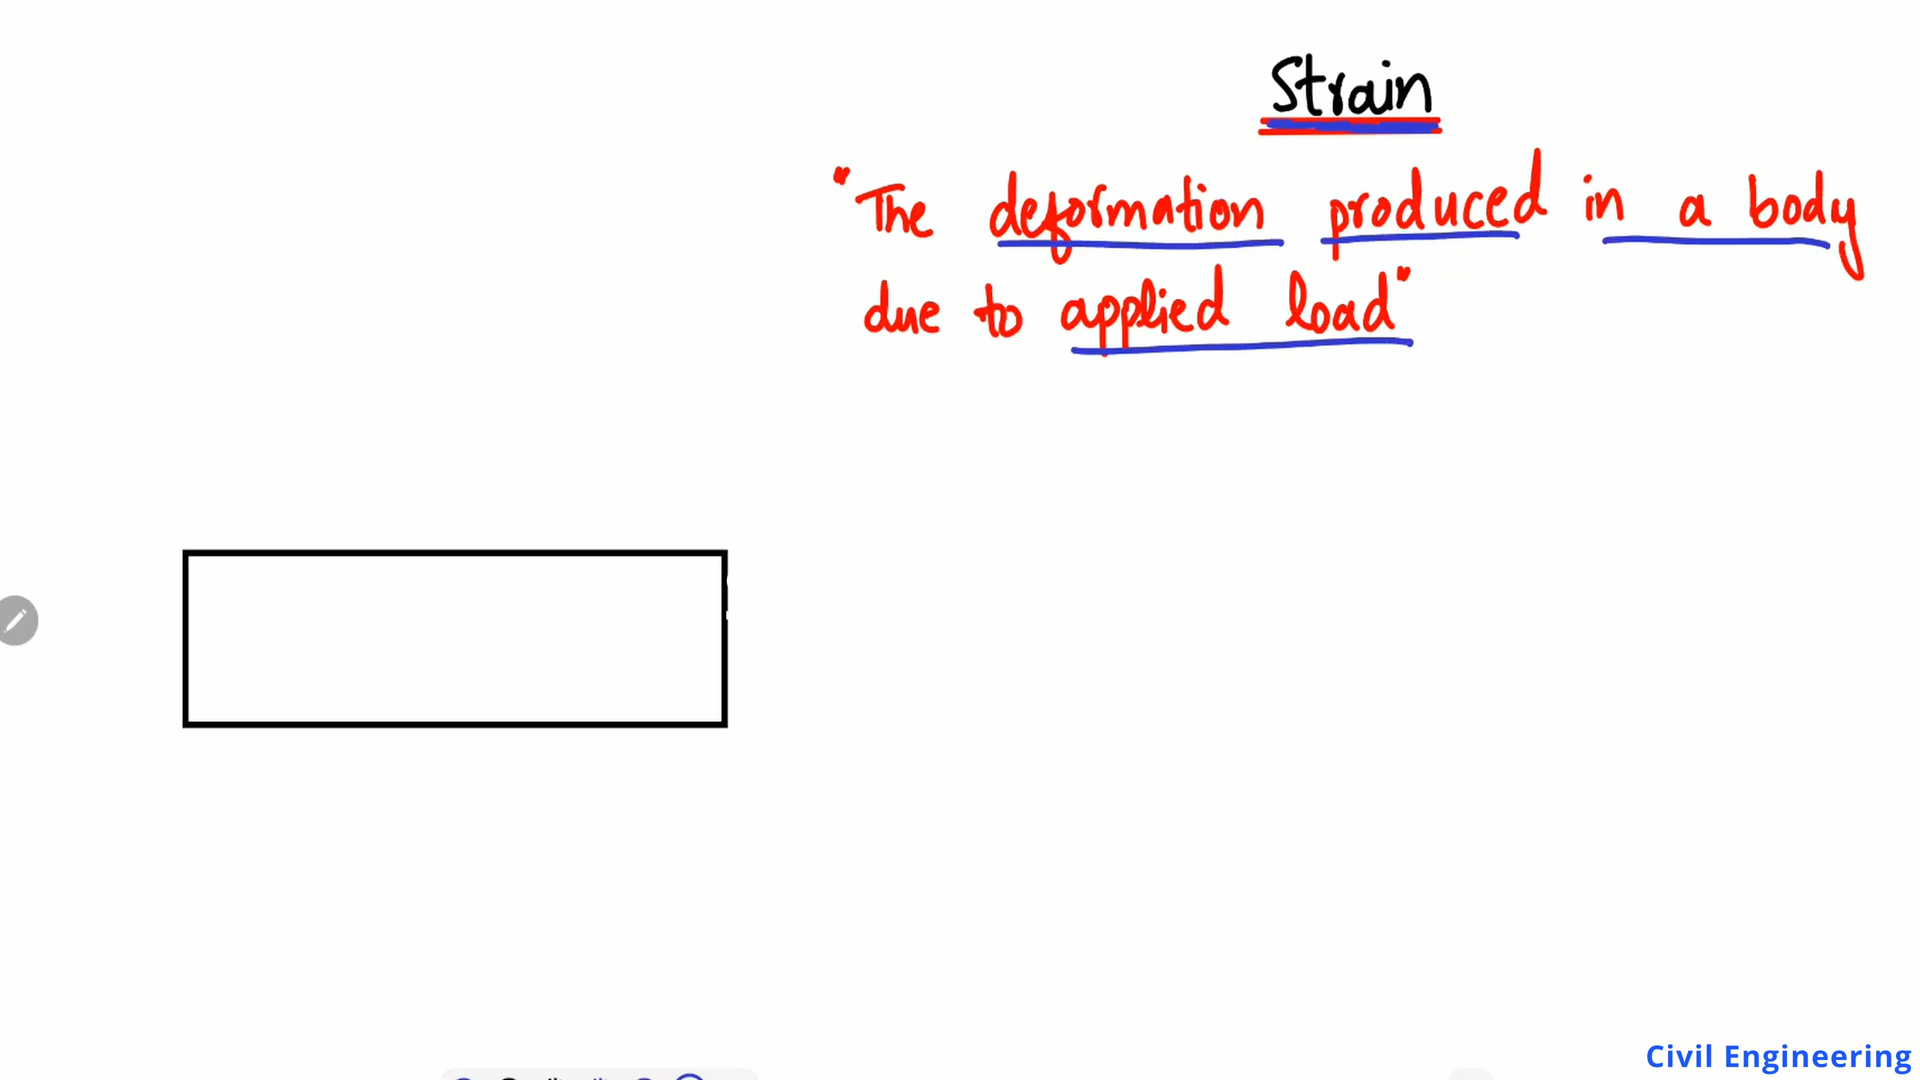 Strain
"The deformation produced in a body
due to applied load"
Civil Engineering